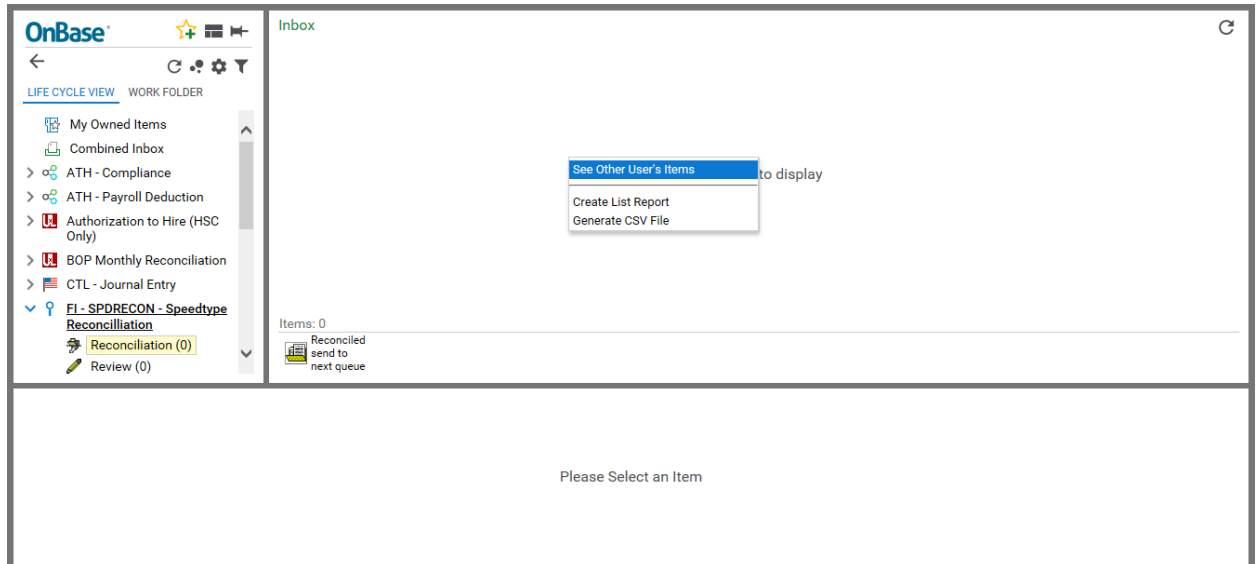 OnBase
LIFE CYCLE VIEW WORK FOLDER
My Owned Items
Combined Inbox
ATH - Compliance
ATH - Payroll Deduction
Authorization to Hire (HSC
Only)
BOP Monthly Reconciliation
CTL - Journal Entry
FI - SPDRECON - Speedtype
Reconcilliation
Reconciliation (0)
Review (0)
Inbox
See Other User's Items
to display
Create List Report
Generate CSV File
Items: 0
Reconciled
send to
next queue
Please Select an Item